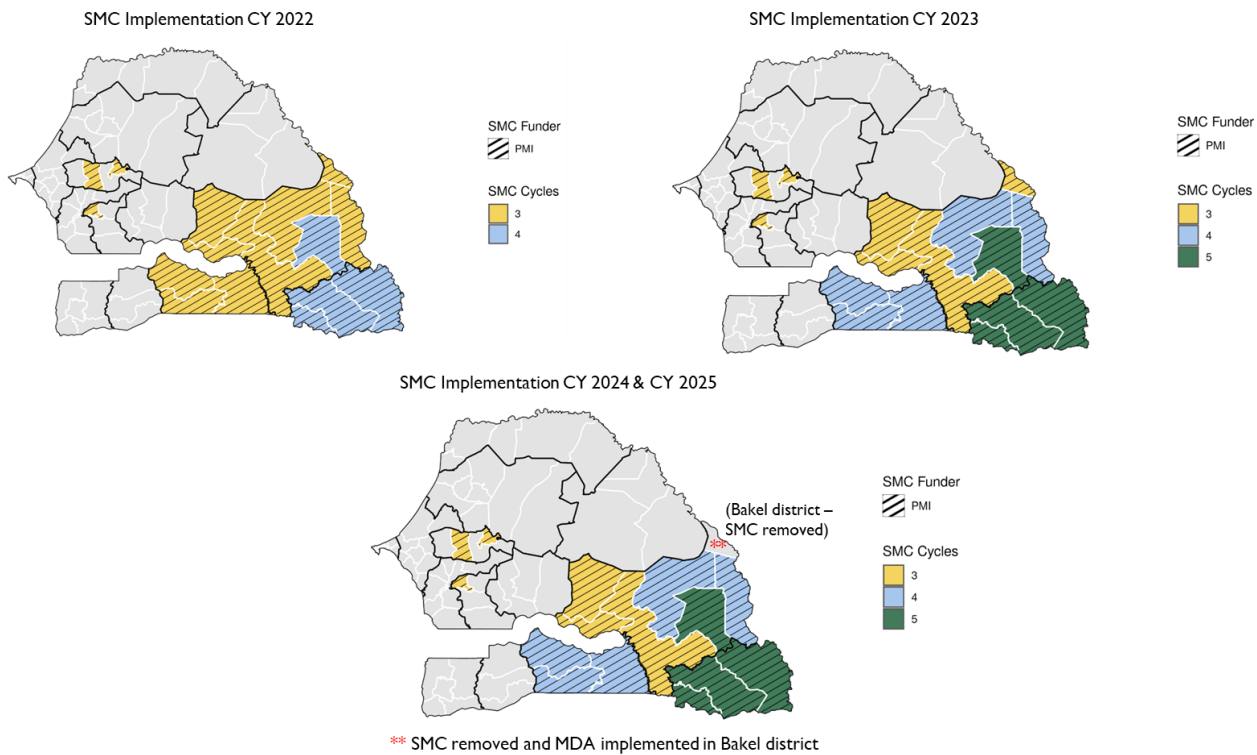 SMC Implementation CY 2022
SMC Funder
PMI
SMC Cycles
3
4
SMC Implementation CY 2023
SMC Funder
PMI
SMC Cycles
3
4
5
SMC Implementation CY 2024 & CY 2025
(Bakel district –
SMC removed)
**
SMC Funder
PMI
SMC Cycles
3
4
5
** SMC removed and MDA implemented in Bakel district